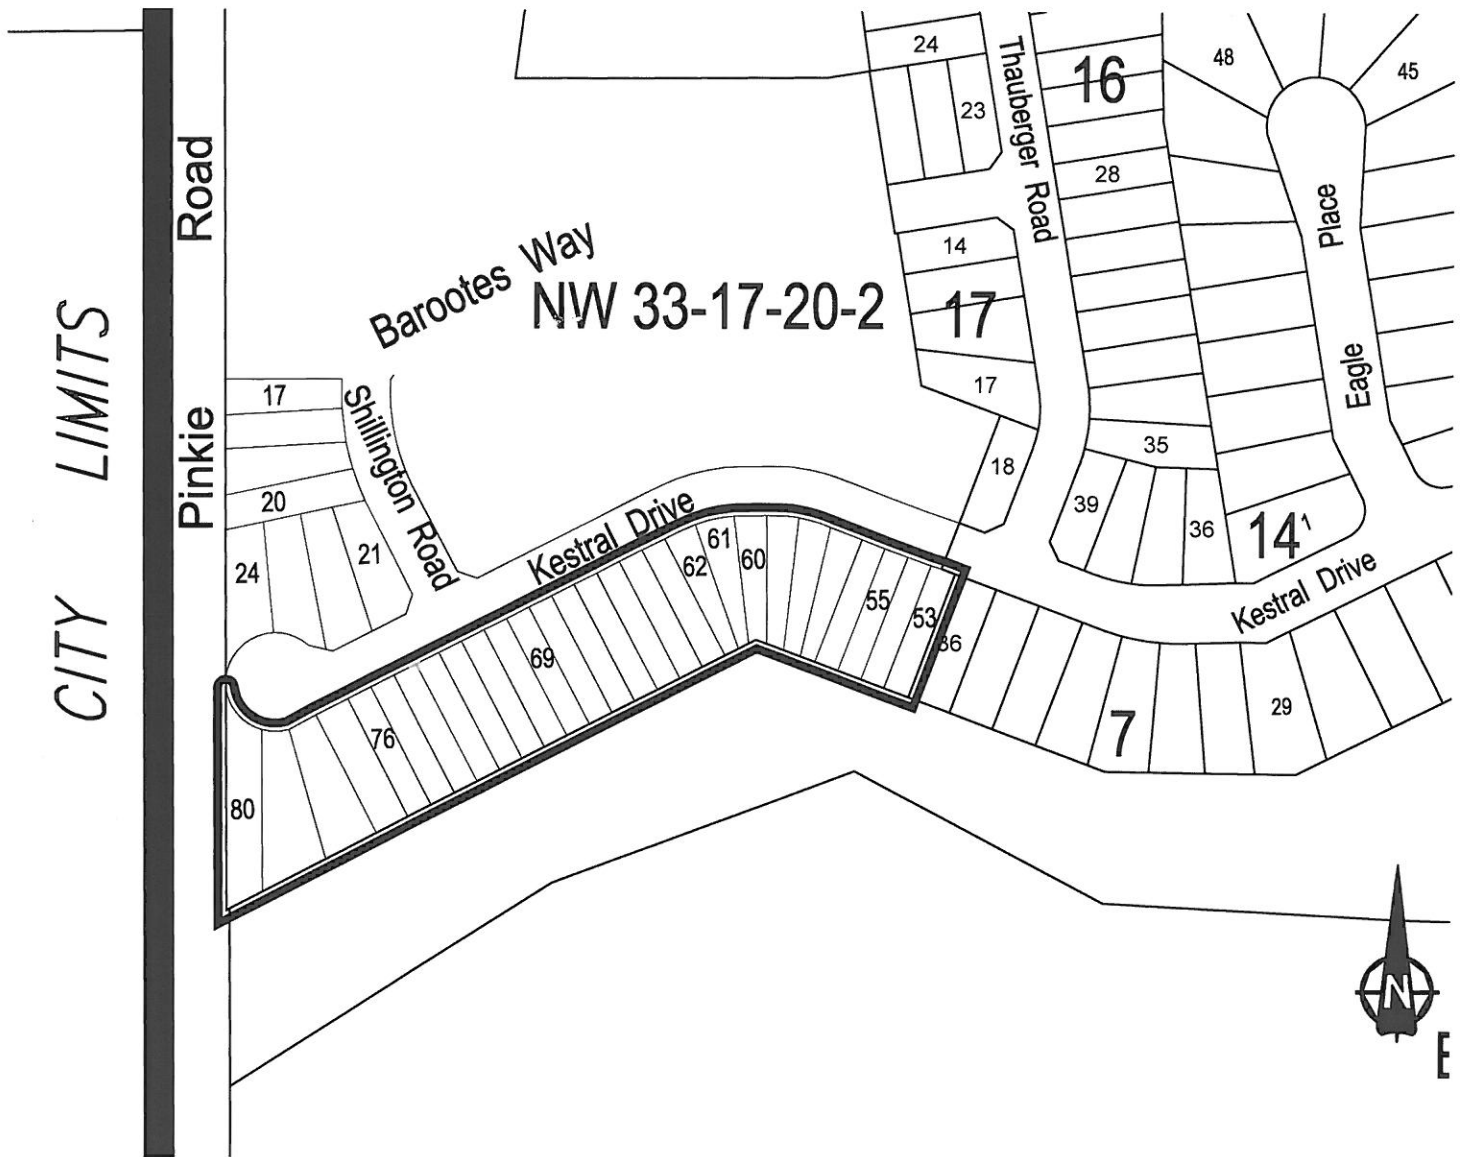 24
Thauberger Road
16
48
45
23
28
Road
Place
Barootes Way
14
NW 33-17-20-2
17
CITY LIMITS
17
17
Shillington Road
Eagle
Pinkie
35
18
20
39
Kestral Drive
61
36
14 1
21
62
60
24
Kestral Drive
55
53
36
69
29
76
7
80
N
E